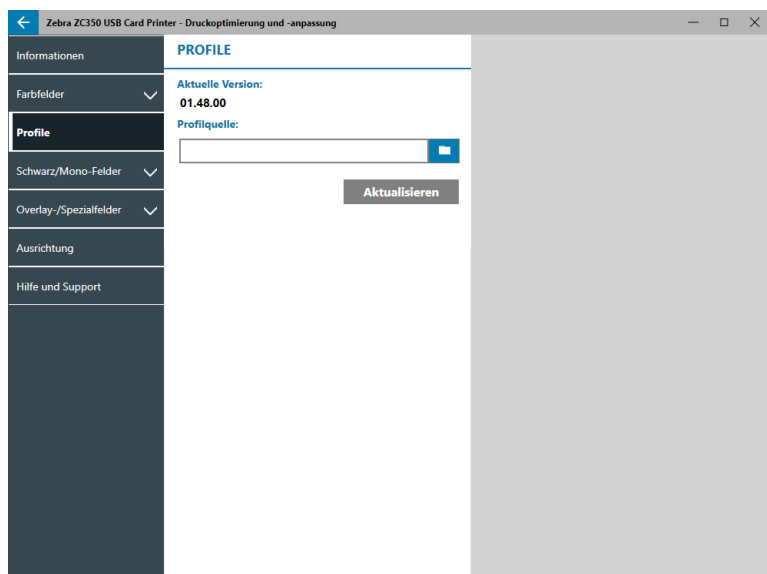 Zebra ZC350 USB Card Printer - Druckoptimierung und -anpassung
Informationen
Farbfelder
Profile
Schwarz/Mono-Felder
Overlay-/Spezialfelder
Ausrichtung
Hilfe und Support
PROFILE
Aktuelle Version:
01.48.00
Profilquelle:
Aktualisieren